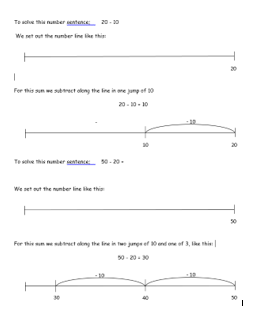 To solve this number sentence: 20 - 10
We set out the number line like this:
20
For this sum we subtract along the line in one jump of 10
20 - 10 = 10
-
- 10
10 20
To solve this number sentence: 50 - 20 =
We set out the number line like this:
50
For this sum we subtract along the line in two jumps of 10 and one of 3, like this:
50 - 20 = 30
- 10 - 10
30 40 50